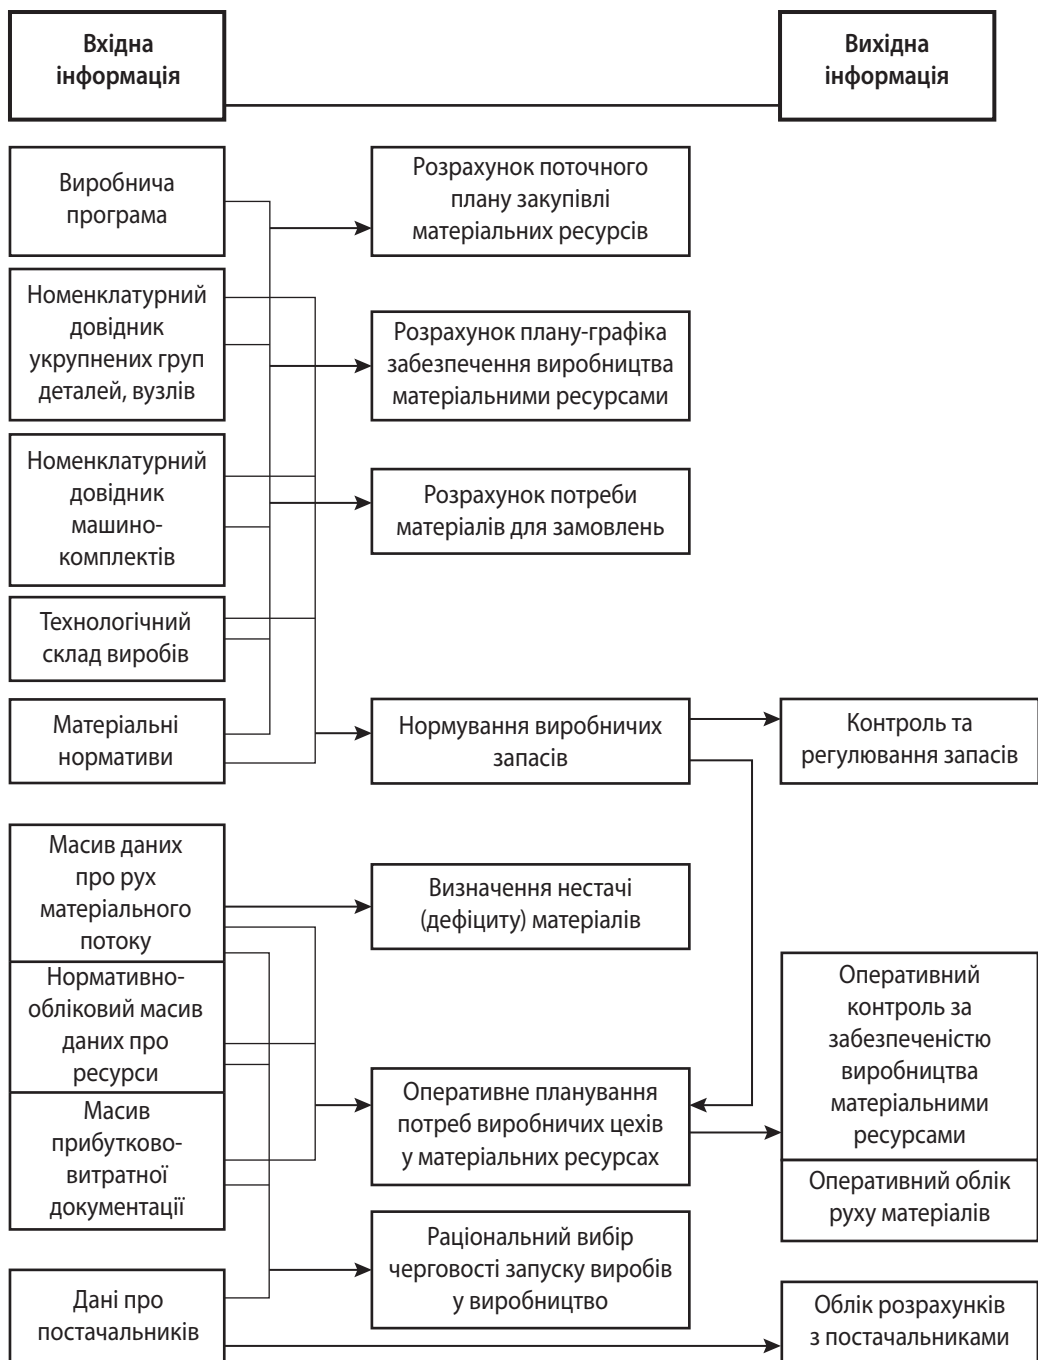 Вхідна
інформація
Вихідна
інформація
Виробнича
програма
Розрахунок поточного
плану закупівлі
матеріальних ресурсів
Номенклатурний
довідник
укрупнених груп
деталей, вузлів
Розрахунок плану-графіка
забезпечення виробництва
матеріальними ресурсами
Номенклатурний
довідник
машино-
комплектів
Розрахунок потреби
матеріалів для замовлень
Технологічний
склад виробів
Матеріальні
нормативи
Нормування виробничих
запасів
Контроль та
регулювання запасів
Масив даних
про рух
матеріального
потоку
Визначення нестачі
(дефіциту) матеріалів
Нормативно-
обліковий масив
даних про
ресурси
Оперативний
контроль за
забезпеченістю
виробництва
матеріальними
ресурсами
Масив
прибутково-
витратної
документації
Оперативне планування
потреб виробничих цехів
у матеріальних ресурсах
Оперативний облік
руху матеріалів
Раціональний вибір
черговості запуску виробів
у виробництво
Дані про
постачальників
Облік розрахунків
з постачальниками